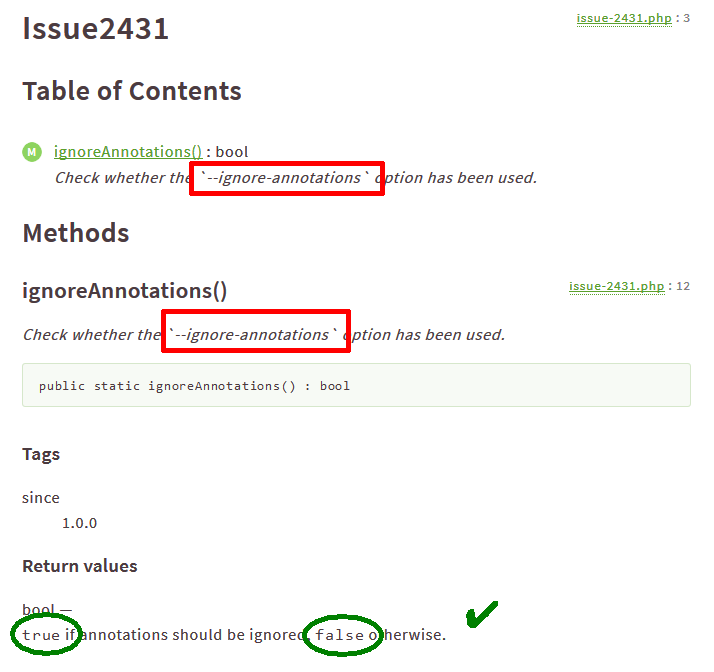 Issue2431
issue-2431.php : 3
Table of Contents
M ignoreAnnotations() : bool
Check whether the `--ignore-annotations` option has been used.
Methods
ignoreAnnotations()
issue-2431.php : 12
Check whether the `--ignore-annotations` option has been used.
public static ignoreAnnotations() : bool
Tags
since
1.0.0
Return values
bool —
true if annotations should be ignored, false otherwise.